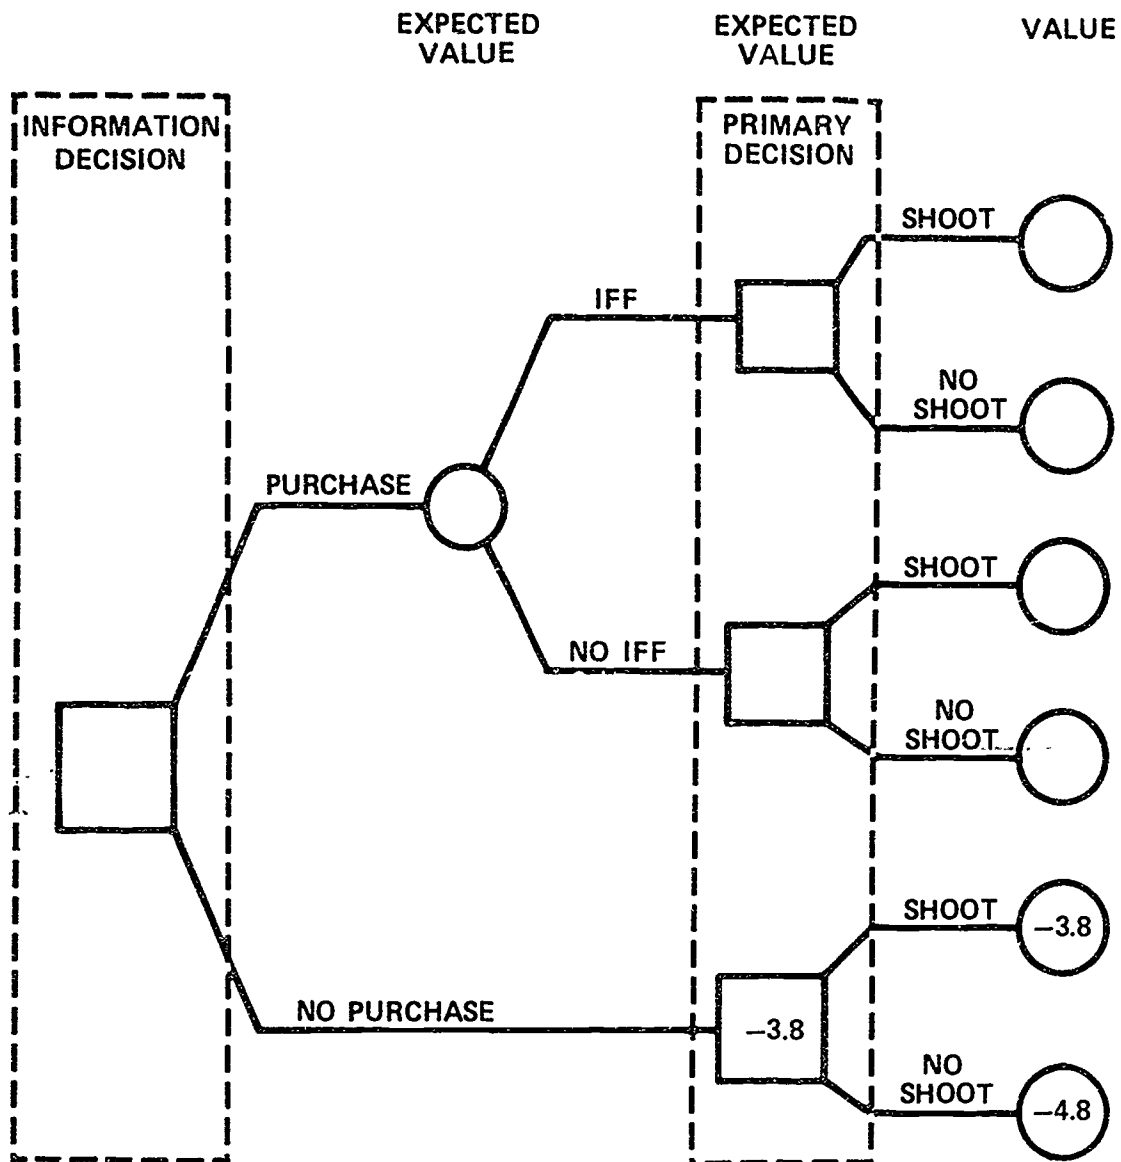 EXPECTED
VALUE
EXPECTED
VALUE
VALUE
INFORMATION
DECISION
PRIMARY
DECISION
SHOOT
IFF
NO
SHOOT
PURCHASE
SHOOT
NO IFF
NO
SHOOT
SHOOT
–3.8
NO PURCHASE
–3.8
NO
SHOOT
–4.8